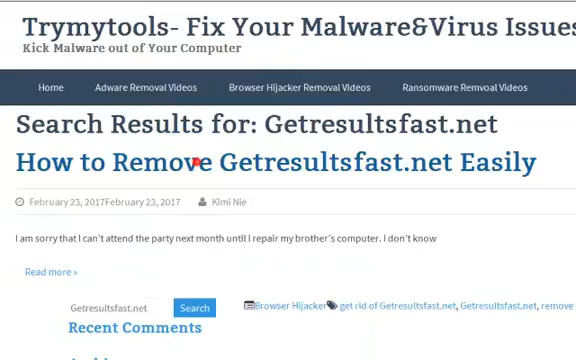 Trymytools- Fix Your Malware&Virus Issues
Kick Malware out of Your Computer
Home Adware Removal Videos Browser Hijacker Removal Videos Ransomware Remvoal Videos
Search Results for: Getresultsfast.net
How to Remove Getresultsfast.net Easily
February 23, 2017February 23, 2017 Kimi Nie
I am sorry that I can't attend the party next month until I repair my brother's computer. I don't know
Read more »
Getresultsfast.net Search Browser Hijacker get rid of Getresultsfast.net, Getresultsfast.net, remove
Recent Comments